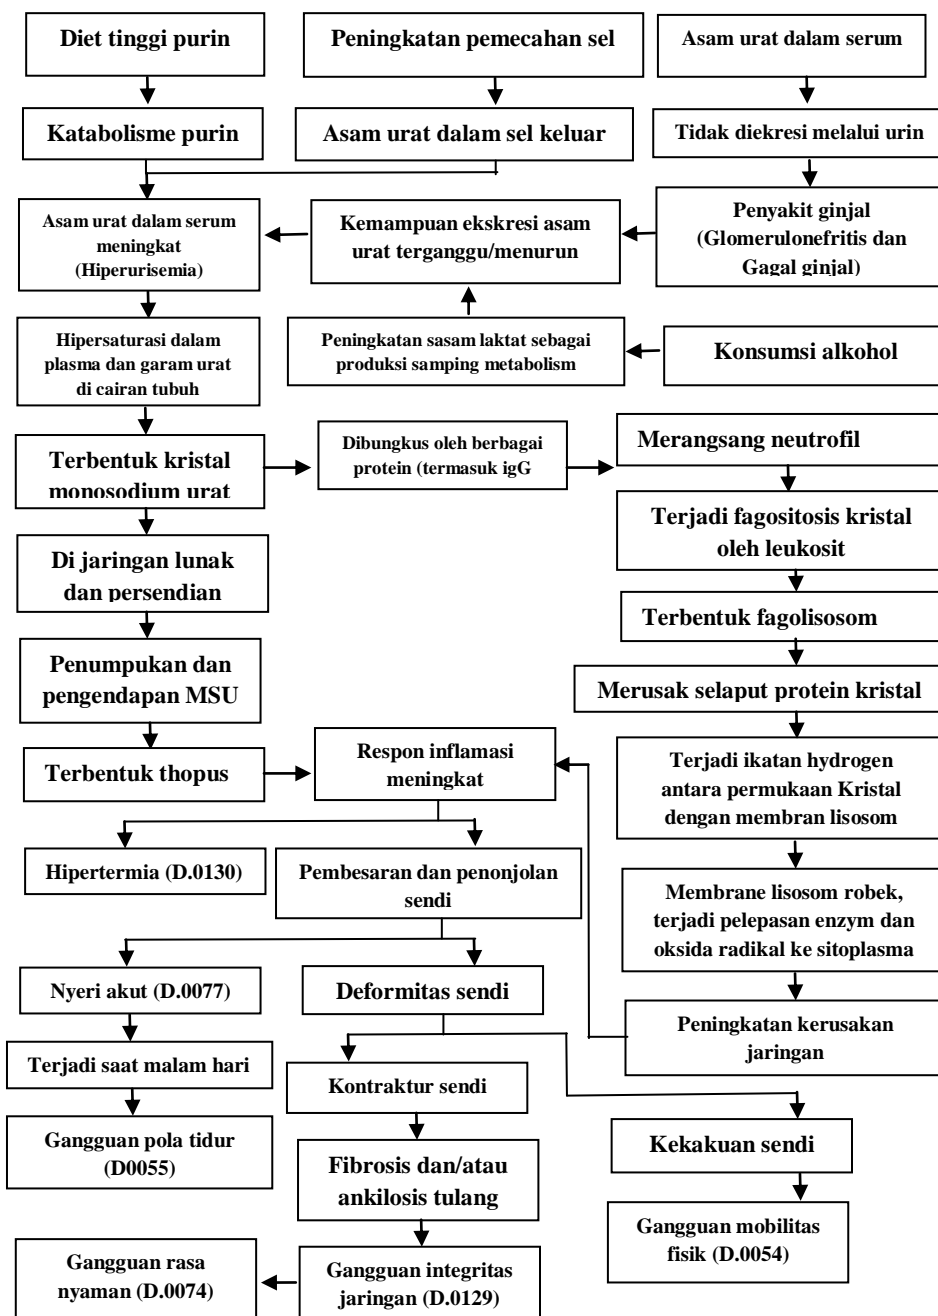 Diet tinggi purin
Peningkatan pemecahan sel
Asam urat dalam serum
Katabolisme purin
Asam urat dalam sel keluar
Tidak diekresi melalui urin
Asam urat dalam serum
meningkat
(Hiperurisemia)
Kemampuan ekskresi asam
urat terganggu/menurun
Penyakit ginjal
(Glomerulonefritis dan
Gagal ginjal)
Hipersaturasi dalam
plasma dan garam urat
di cairan tubuh
Peningkatan sasam laktat sebagai
produksi samping metabolism
Konsumsi alkohol
Terbentuk kristal
monosodium urat
Dibungkus oleh berbagai
protein (termasuk igG
Merangsang neutrofil
Terjadi fagositosis kristal
oleh leukosit
Di jaringan lunak
dan persendian
Terbentuk fagolisosom
Penumpukan dan
pengendapan MSU
Merusak selaput protein kristal
Terbentuk thopus
Respon inflamasi
meningkat
Terjadi ikatan hydrogen
antara permukaan Kristal
dengan membran lisosom
Hipertermia (D.0130)
Pembesaran dan penonjolan
sendi
Membrane lisosom robek,
terjadi pelepasan enzym dan
oksida radikal ke sitoplasma
Nyeri akut (D.0077)
Deformitas sendi
Peningkatan kerusakan
jaringan
Terjadi saat malam hari
Kontraktur sendi
Gangguan pola tidur
(D0055)
Kekakuan sendi
Fibrosis dan/atau
ankilosis tulang
Gangguan mobilitas
fisik (D.0054)
Gangguan rasa
nyaman (D.0074)
Gangguan integritas
jaringan (D.0129)